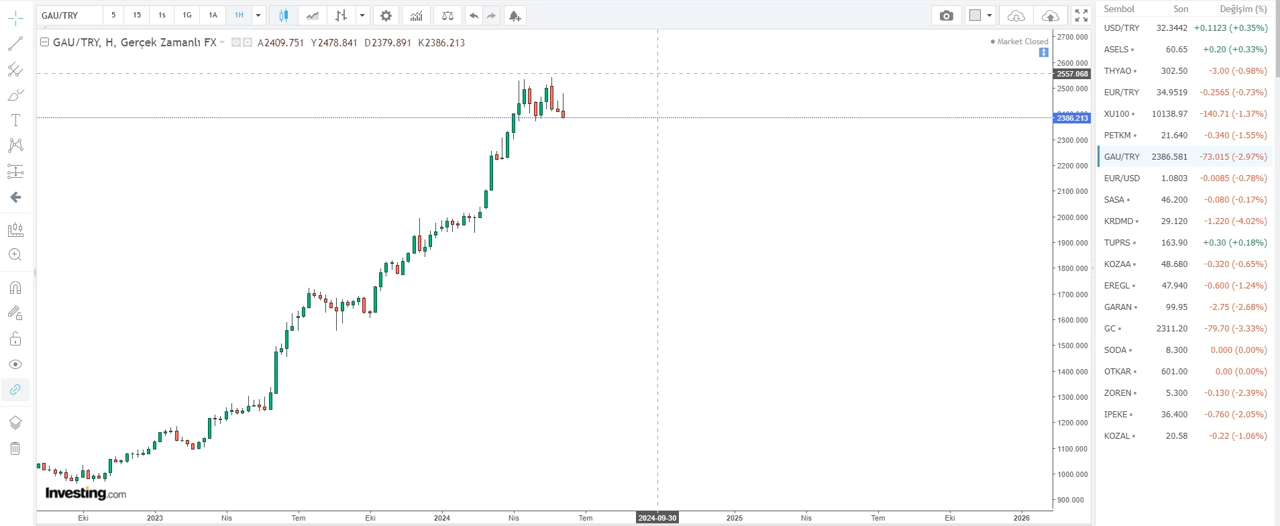 GAU/TRY 5 15 1s 1G 1A 1H
GAU/TRY, H, Gerçek Zamanlı FX A2409.751 Y2478.841 D2379.891 K2386.213
Market Closed
2700.000
2600.000
2557.068
2500.000
2386.213
2300.000
2200.000
2100.000
2000.000
1900.000
1800.000
1700.000
1600.000
1500.000
1400.000
1300.000
1200.000
1100.000
1000.000
900.000
Investing.com
Eki 2023 Nis Tem Eki 2024 Nis Tem 2024-09-30 2025 Nis Tem Eki 2026
Sembol Son Değişim (%)
USD/TRY 32.3442 +0.1123 (+0.35%)
ASELS 60.65 +0.20 (+0.33%)
THYAO 302.50 -3.00 (-0.98%)
EUR/TRY 34.9519 -0.2565 (-0.73%)
XU100 10138.97 -140.71 (-1.37%)
PETKM 21.640 -0.340 (-1.55%)
GAU/TRY 2386.581 -73.015 (-2.97%)
EUR/USD 1.0803 -0.0085 (-0.78%)
SASA 46.200 -0.080 (-0.17%)
KRDMD 29.120 -1.220 (-4.02%)
TUPRS 163.90 +0.30 (+0.18%)
KOZAA 48.680 -0.320 (-0.65%)
EREGL 47.940 -0.600 (-1.24%)
GARAN 99.95 -2.75 (-2.68%)
GC 2311.20 -79.70 (-3.33%)
SODA 8.300 0.000 (0.00%)
OTKAR 601.00 0.00 (0.00%)
ZOREN 5.300 -0.130 (-2.39%)
IPEKE 36.400 -0.760 (-2.05%)
KOZAL 20.58 -0.22 (-1.06%)